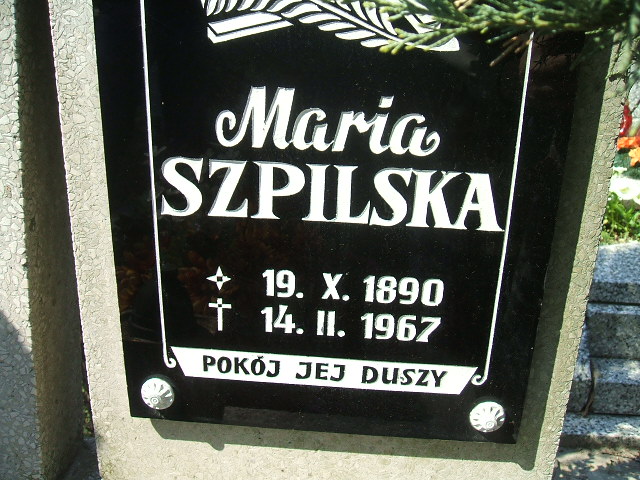 Maria
SZPILSKA
19. X. 1890
14. II. 1967
POKÓJ JEJ DUSZY